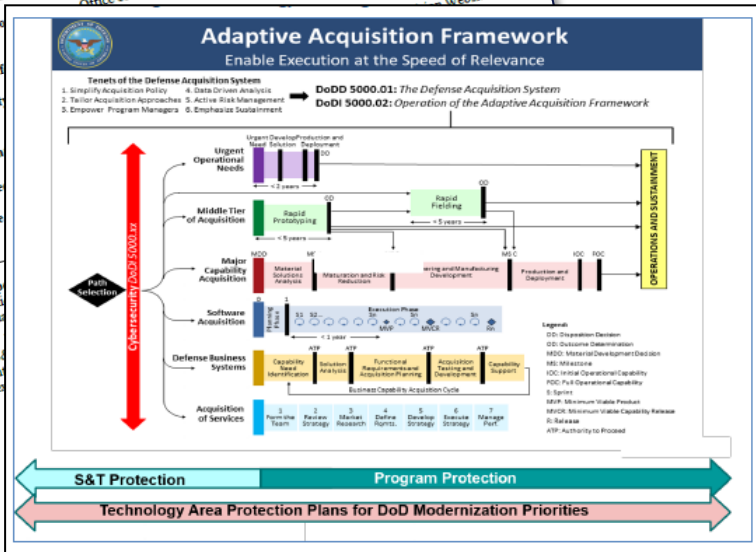 Adaptive Acquisition Framework
Enable Execution at the Speed of Relevance
Tenets of the Defense Acquisition System
1. Simplify Acquisition Policy 4. Data Driven Analysis
2. Tailor Acquisition Approaches 5. Active Risk Management
3. Empower Program Managers 6. Emphasize Sustainment
DoDD 5000.01: The Defense Acquisition System
DoDI 5000.02: Operation of the Adaptive Acquisition Framework
Path Selection
Cybersecurity DoDI 5000.xx
Urgent Operational Needs
Urgent Need
Develop Solution
Production and Deployment
DD
< 2 years
Middle Tier of Acquisition
Rapid Prototyping
OD
< 5 years
Rapid Fielding
OD
< 5 years
Major Capability Acquisition
MDD
Material Solutions Analysis
Maturation and Risk Reduction
ering and Manufacturing Development
MS C
Production and Deployment
IOC
FOC
Software Acquisition
Planning Phase
1
Execution Phase
S1 S2... Sn Sn Sn
MVP MVCR Rn
< 1 year
Defense Business Systems
ATP ATP ATP ATP
Capability Need Identification
Solution Analysis
Functional Requirements and Acquisition Planning
Acquisition Testing and Development
Capability Support
Business Capability Acquisition Cycle
Acquisition of Services
1 Form the Team
2 Review Strategy
3 Market Research
4 Define Rqmts.
5 Develop Strategy
6 Execute Strategy
7 Manage Perf.
OPERATIONS AND SUSTAINMENT
Legend:
DD: Disposition Decision
OD: Outcome Determination
MDD: Material Development Decision
MS: Milestone
IOC: Initial Operational Capability
FOC: Full Operational Capability
S: Sprint
MVP: Minimum Viable Product
MVCR: Minimum Viable Capability Release
R: Release
ATP: Authority to Proceed
S&T Protection
Program Protection
Technology Area Protection Plans for DoD Modernization Priorities